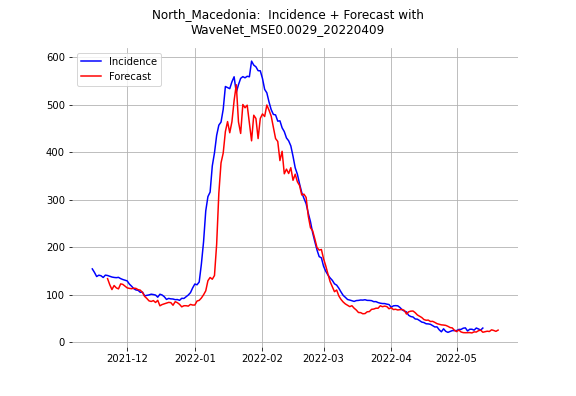 North_Macedonia:  Incidence + Forecast with
WaveNet_MSE0.0029_20220409
Incidence
Forecast
600
500
400
300
200
100
0
2021-12 2022-01 2022-02 2022-03 2022-04 2022-05